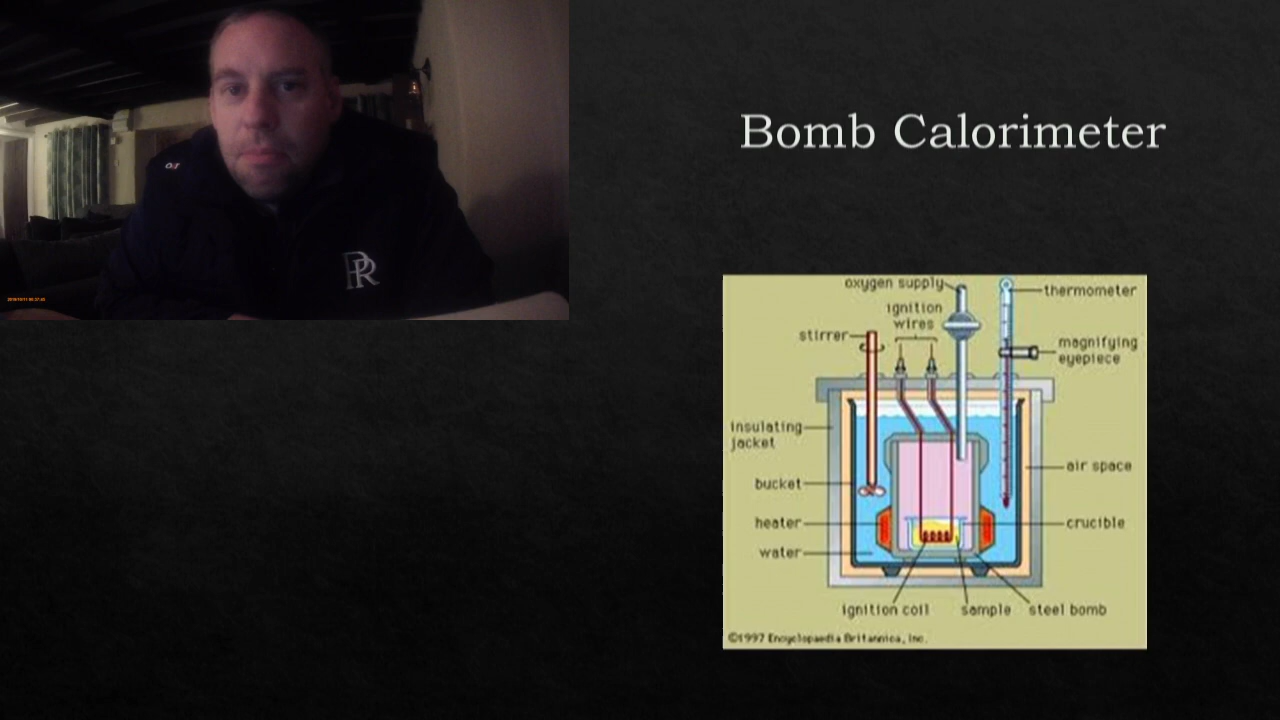 Bomb Calorimeter
oxygen supply
thermometer
ignition
wires
stirrer
magnifying
eyepiece
insulating
jacket
air space
bucket
heater
crucible
water
ignition coil
sample
steel bomb
©1997 Encyclopaedia Britannica, Inc.
RR